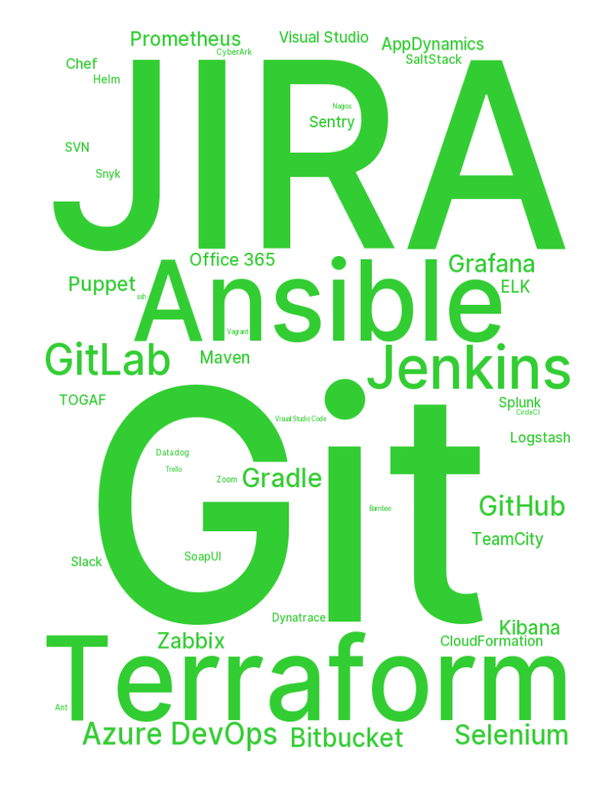 Prometheus
Visual Studio
AppDynamics
CyberArk
SaltStack
Chef
Helm
JIRA
Nagios
Sentry
SVN
Snyk
Office 365
Grafana
Puppet
ssh
Ansible
ELK
Vagrant
GitLab
Maven
Jenkins
TOGAF
Splunk
CircleCI
Visual Studio Code
Logstash
Git
Datadog
Trello
Zoom
Gradle
Bamboo
GitHub
TeamCity
SoapUI
Slack
Dynatrace
Kibana
Zabbix
CloudFormation
Terraform
Ant
Azure DevOps
Bitbucket
Selenium